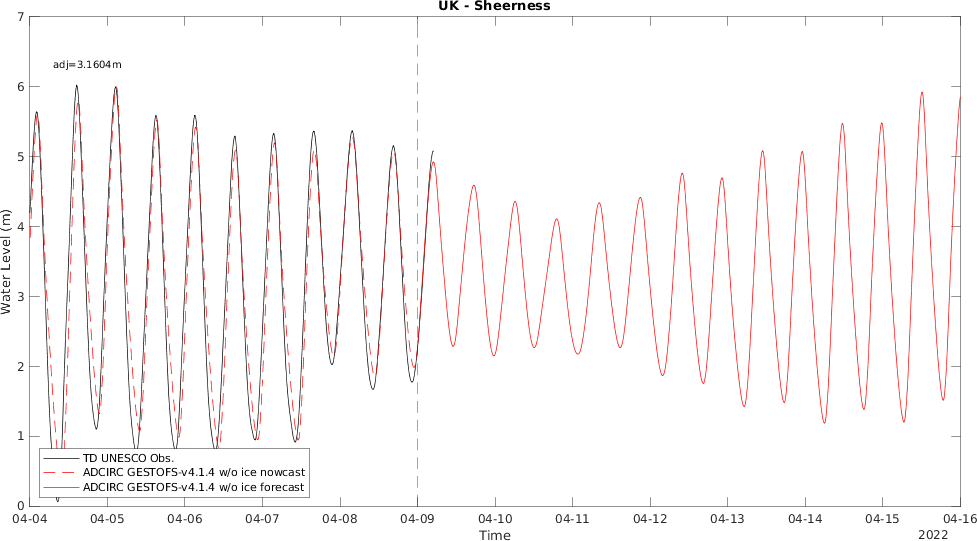 UK - Sheerness
7
adj=3.1604m
6
5
4
3
2
1
0
Water Level (m)
TD UNESCO Obs.
ADCIRC GESTOFS-v4.1.4 w/o ice nowcast
ADCIRC GESTOFS-v4.1.4 w/o ice forecast
04-04 04-05 04-06 04-07 04-08 04-09 04-10 04-11 04-12 04-13 04-14 04-15 04-16
Time
2022